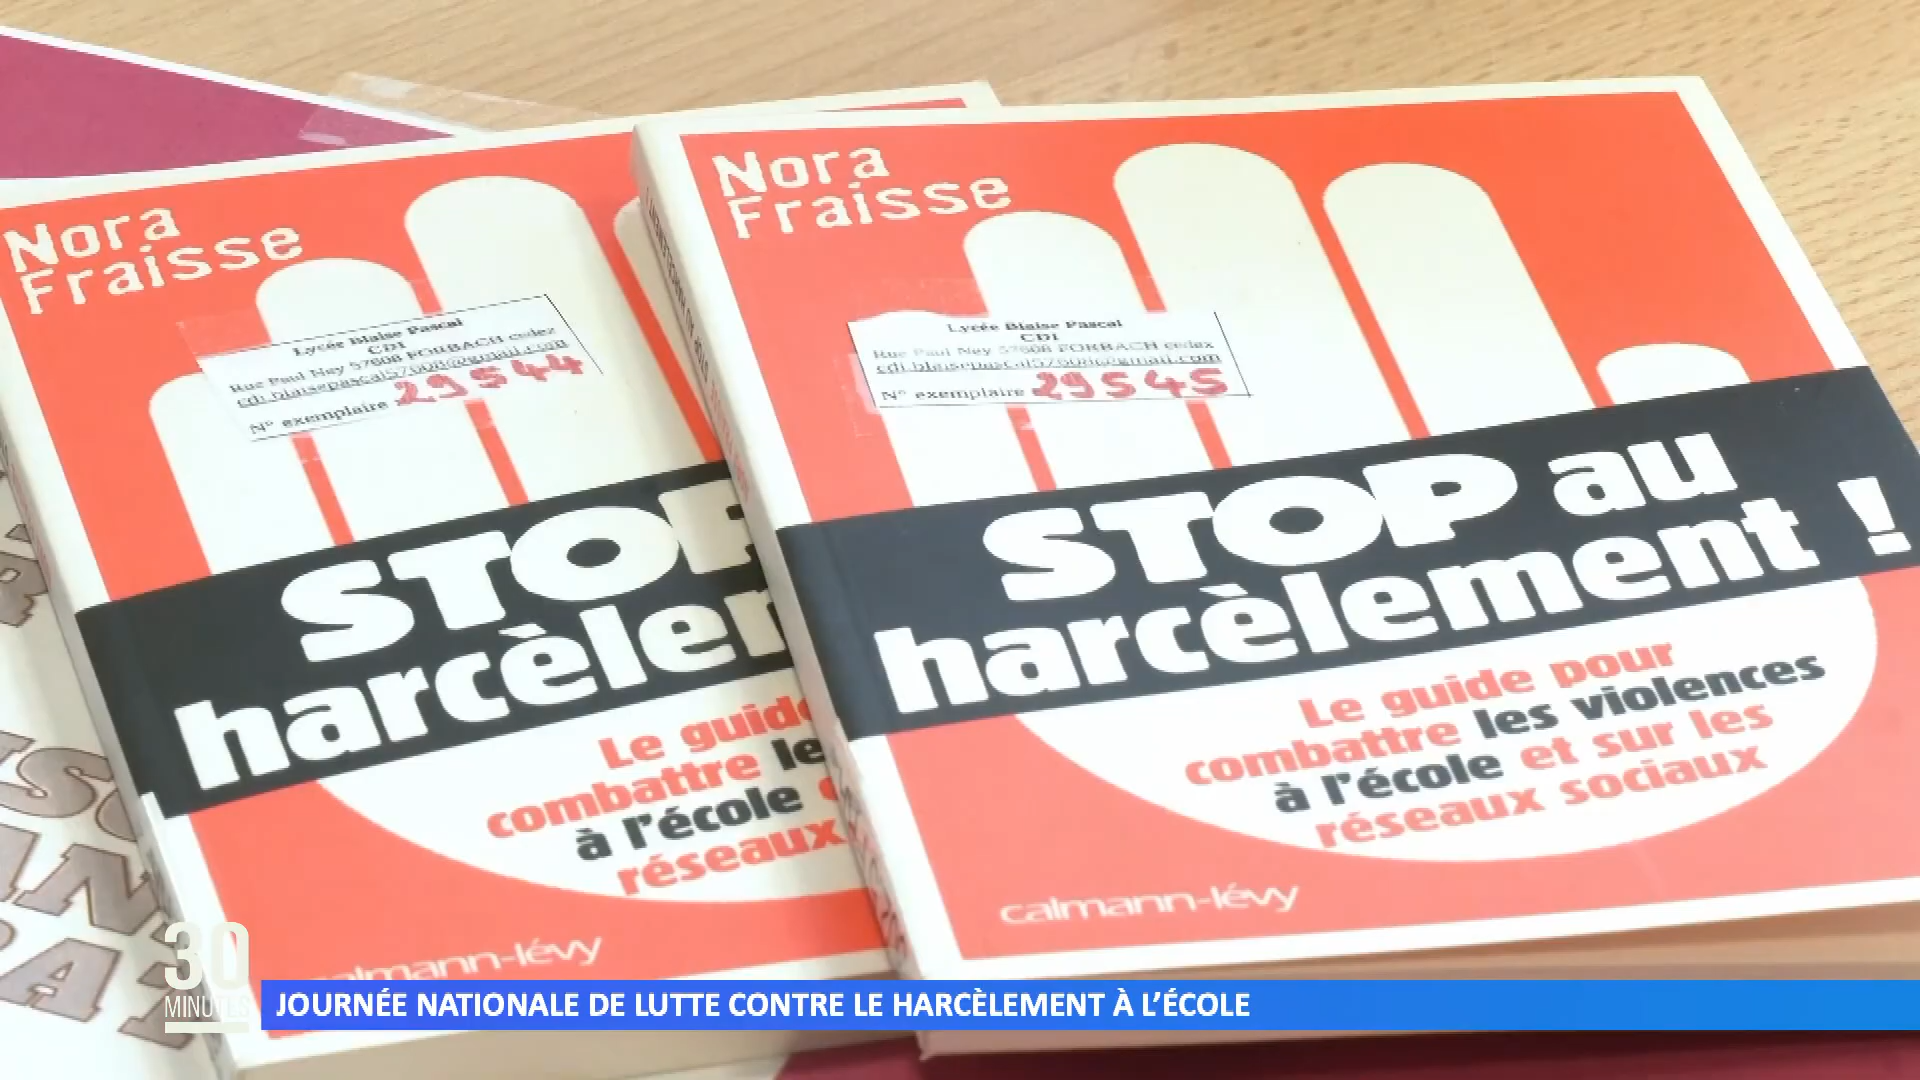 Nora
Fraisse
Lycée Blaise Pascal
CDI
Rue Paul Ney 57608 FORBACH cedex
cdi.blaisepascal57608@gmail.com
N° exemplaire 29544
STOP
harcèlem
Le guide
combattre le
à l'école
réseaux
calmann-lévy
Nora
Fraisse
Lycée Blaise Pascal
CDI
Rue Paul Ney 57608 FORBACH cedex
cdi.blaisepascal57608@gmail.com
N° exemplaire 29545
STOP au
harcèlement !
Le guide pour
combattre les violences
à l'école et sur les
réseaux sociaux
calmann-lévy
30
MINUTES
JOURNÉE NATIONALE DE LUTTE CONTRE LE HARCÈLEMENT À L'ÉCOLE